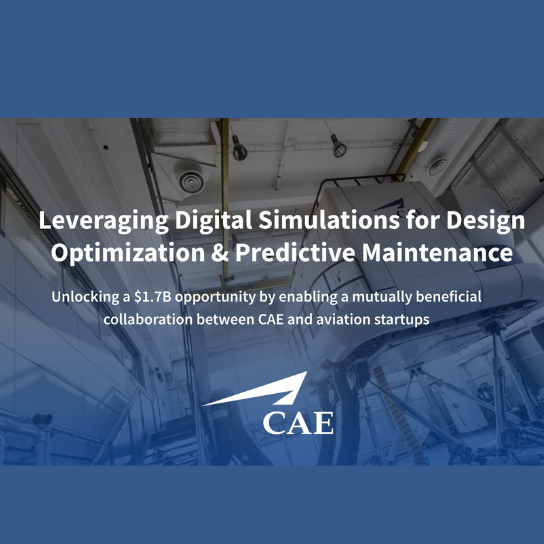 Leveraging Digital Simulations for Design
Optimization & Predictive Maintenance
Unlocking a $1.7B opportunity by enabling a mutually beneficial
collaboration between CAE and aviation startups
CAE